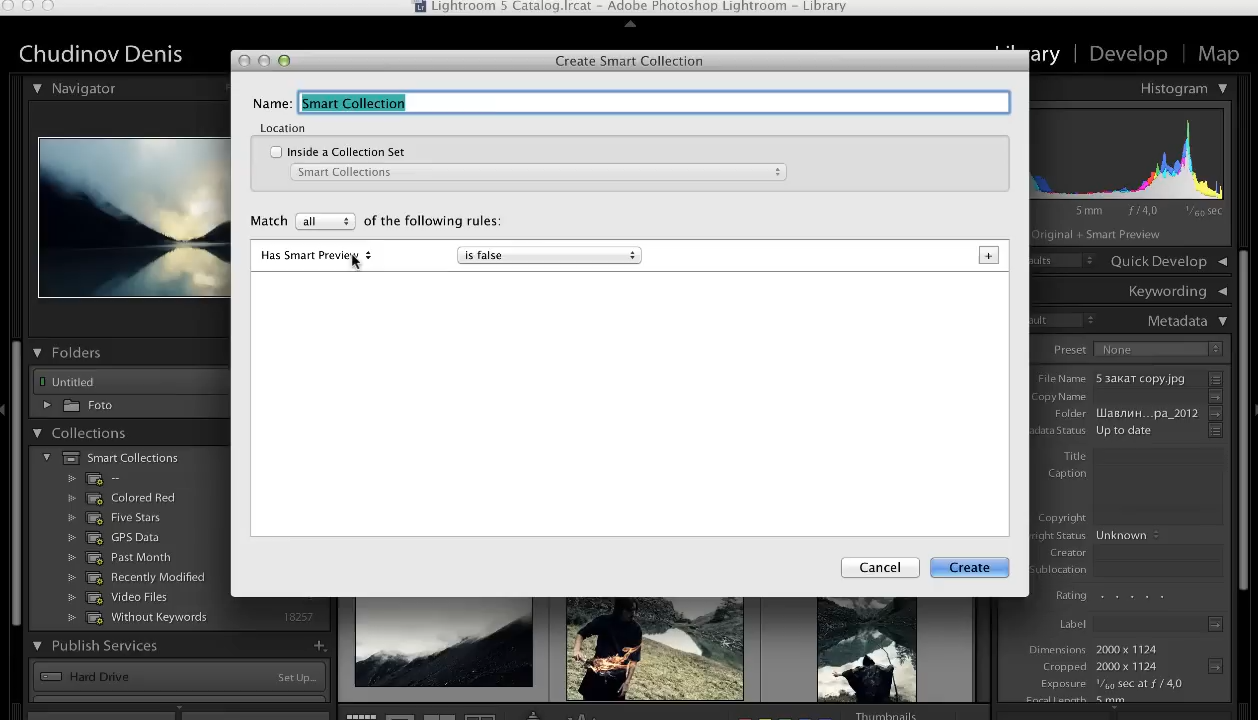 Lightroom 5 Catalog.lrcat – Adobe Photoshop Lightroom – Library
Chudinov Denis
Library | Develop | Map
Navigator
Histogram
5 mm ƒ / 4,0 1/60 sec
Original + Smart Preview
Quick Develop
Keywording
Metadata
Preset None
File Name 5 закат copy.jpg
Copy Name
Folder Шавлин...ра_2012
Up to date
Title
Caption
Copyright
Unknown
Creator
Sublocation
Rating . . . . .
Label
Dimensions 2000 x 1124
Cropped 2000 x 1124
Exposure 1/60 sec at ƒ / 4,0
Focal Length 5 mm
Folders
Untitled
Foto
Collections
Smart Collections
--
Colored Red
Five Stars
GPS Data
Past Month
Recently Modified
Video Files
Without Keywords 18257
Publish Services +
Hard Drive Set Up...
Thumbnails
Create Smart Collection
Name: Smart Collection
Location
Inside a Collection Set
Smart Collections
Match all of the following rules:
Has Smart Preview is false +
Cancel Create